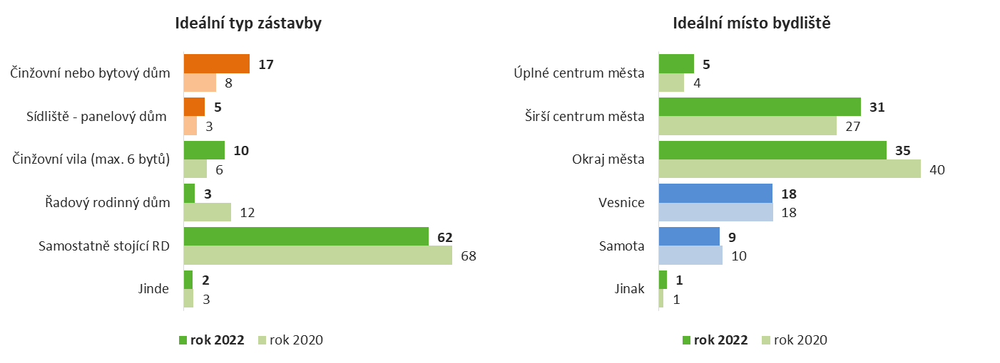 Ideální typ zástavby
Činžovní nebo bytový dům
17
8
Sídliště - panelový dům
5
3
Činžovní vila (max. 6 bytů)
10
6
Řadový rodinný dům
3
12
Samostatně stojící RD
62
68
Jinde
2
3
rok 2022 rok 2020
Ideální místo bydliště
Úplné centrum města
5
4
Širší centrum města
31
27
Okraj města
35
40
Vesnice
18
18
Samota
9
10
Jinak
1
1
rok 2022 rok 2020